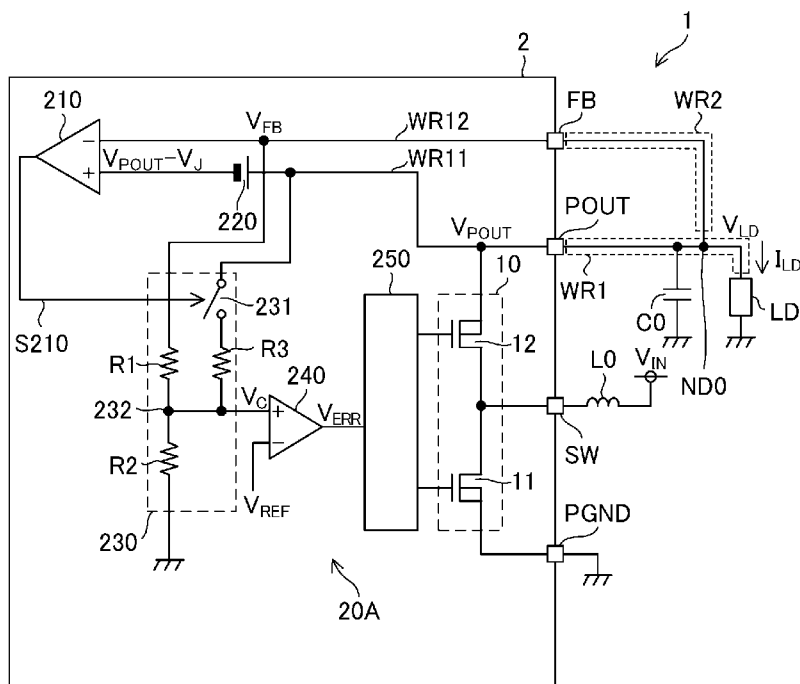 1
2
210
V_FB
WR12
FB
WR2
−
+
V_POUT−V_J
WR11
220
POUT
V_POUT
V_LD
I_LD
250
10
WR1
231
C0
LD
S210
12
R1
R3
L0
V_IN
240
ND0
232
V_C
+
V_ERR
−
SW
R2
11
V_REF
PGND
230
20A